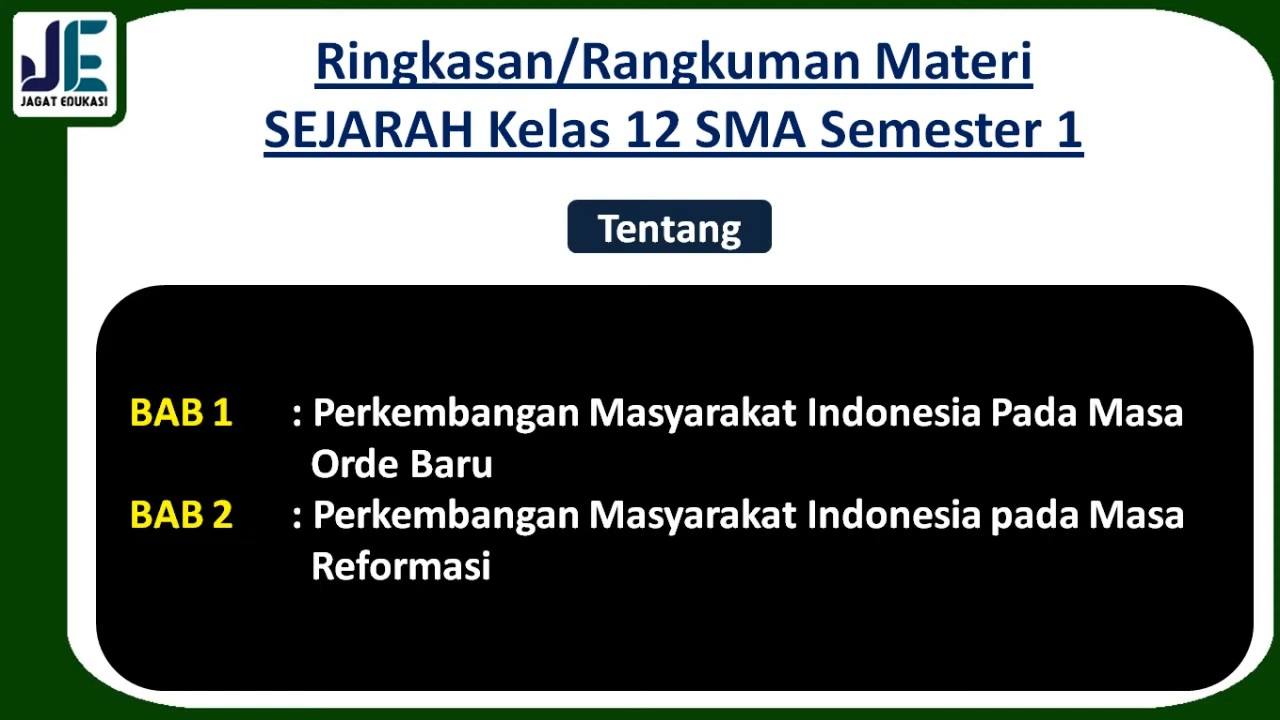 JE
JAGAT EDUKASI
Ringkasan/Rangkuman Materi
SEJARAH Kelas 12 SMA Semester 1
Tentang
BAB 1 : Perkembangan Masyarakat Indonesia Pada Masa
Orde Baru
BAB 2 : Perkembangan Masyarakat Indonesia pada Masa
Reformasi